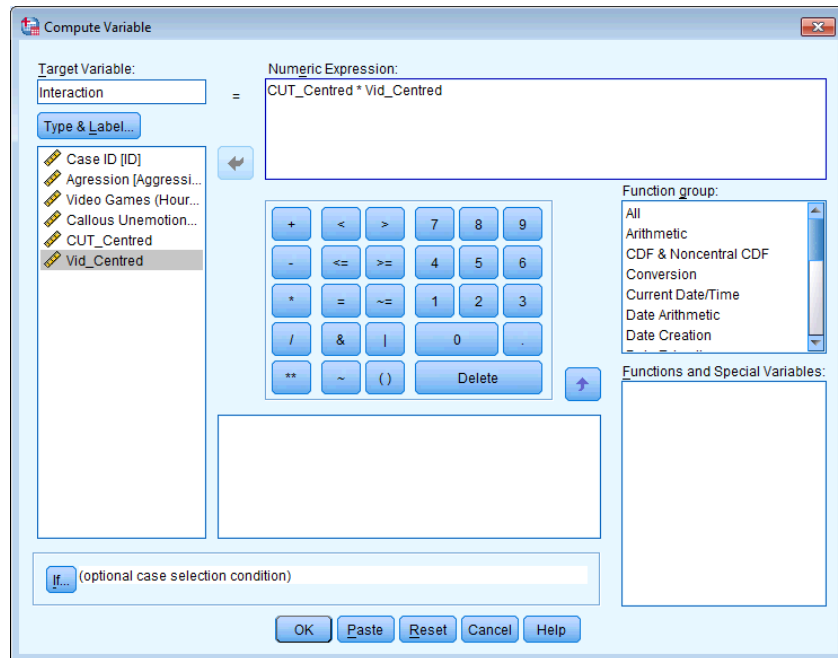 Compute Variable
Target Variable:
Interaction
=
Numeric Expression:
CUT_Centred * Vid_Centred
Type & Label...
Case ID [ID]
Agression [Aggressi...
Video Games (Hour...
Callous Unemotion...
CUT_Centred
Vid_Centred
+ < > 7 8 9
- <= >= 4 5 6
* = ~= 1 2 3
/ & | 0 .
** ~ ( ) Delete
Function group:
All
Arithmetic
CDF & Noncentral CDF
Conversion
Current Date/Time
Date Arithmetic
Date Creation
Functions and Special Variables:
If... (optional case selection condition)
OK Paste Reset Cancel Help